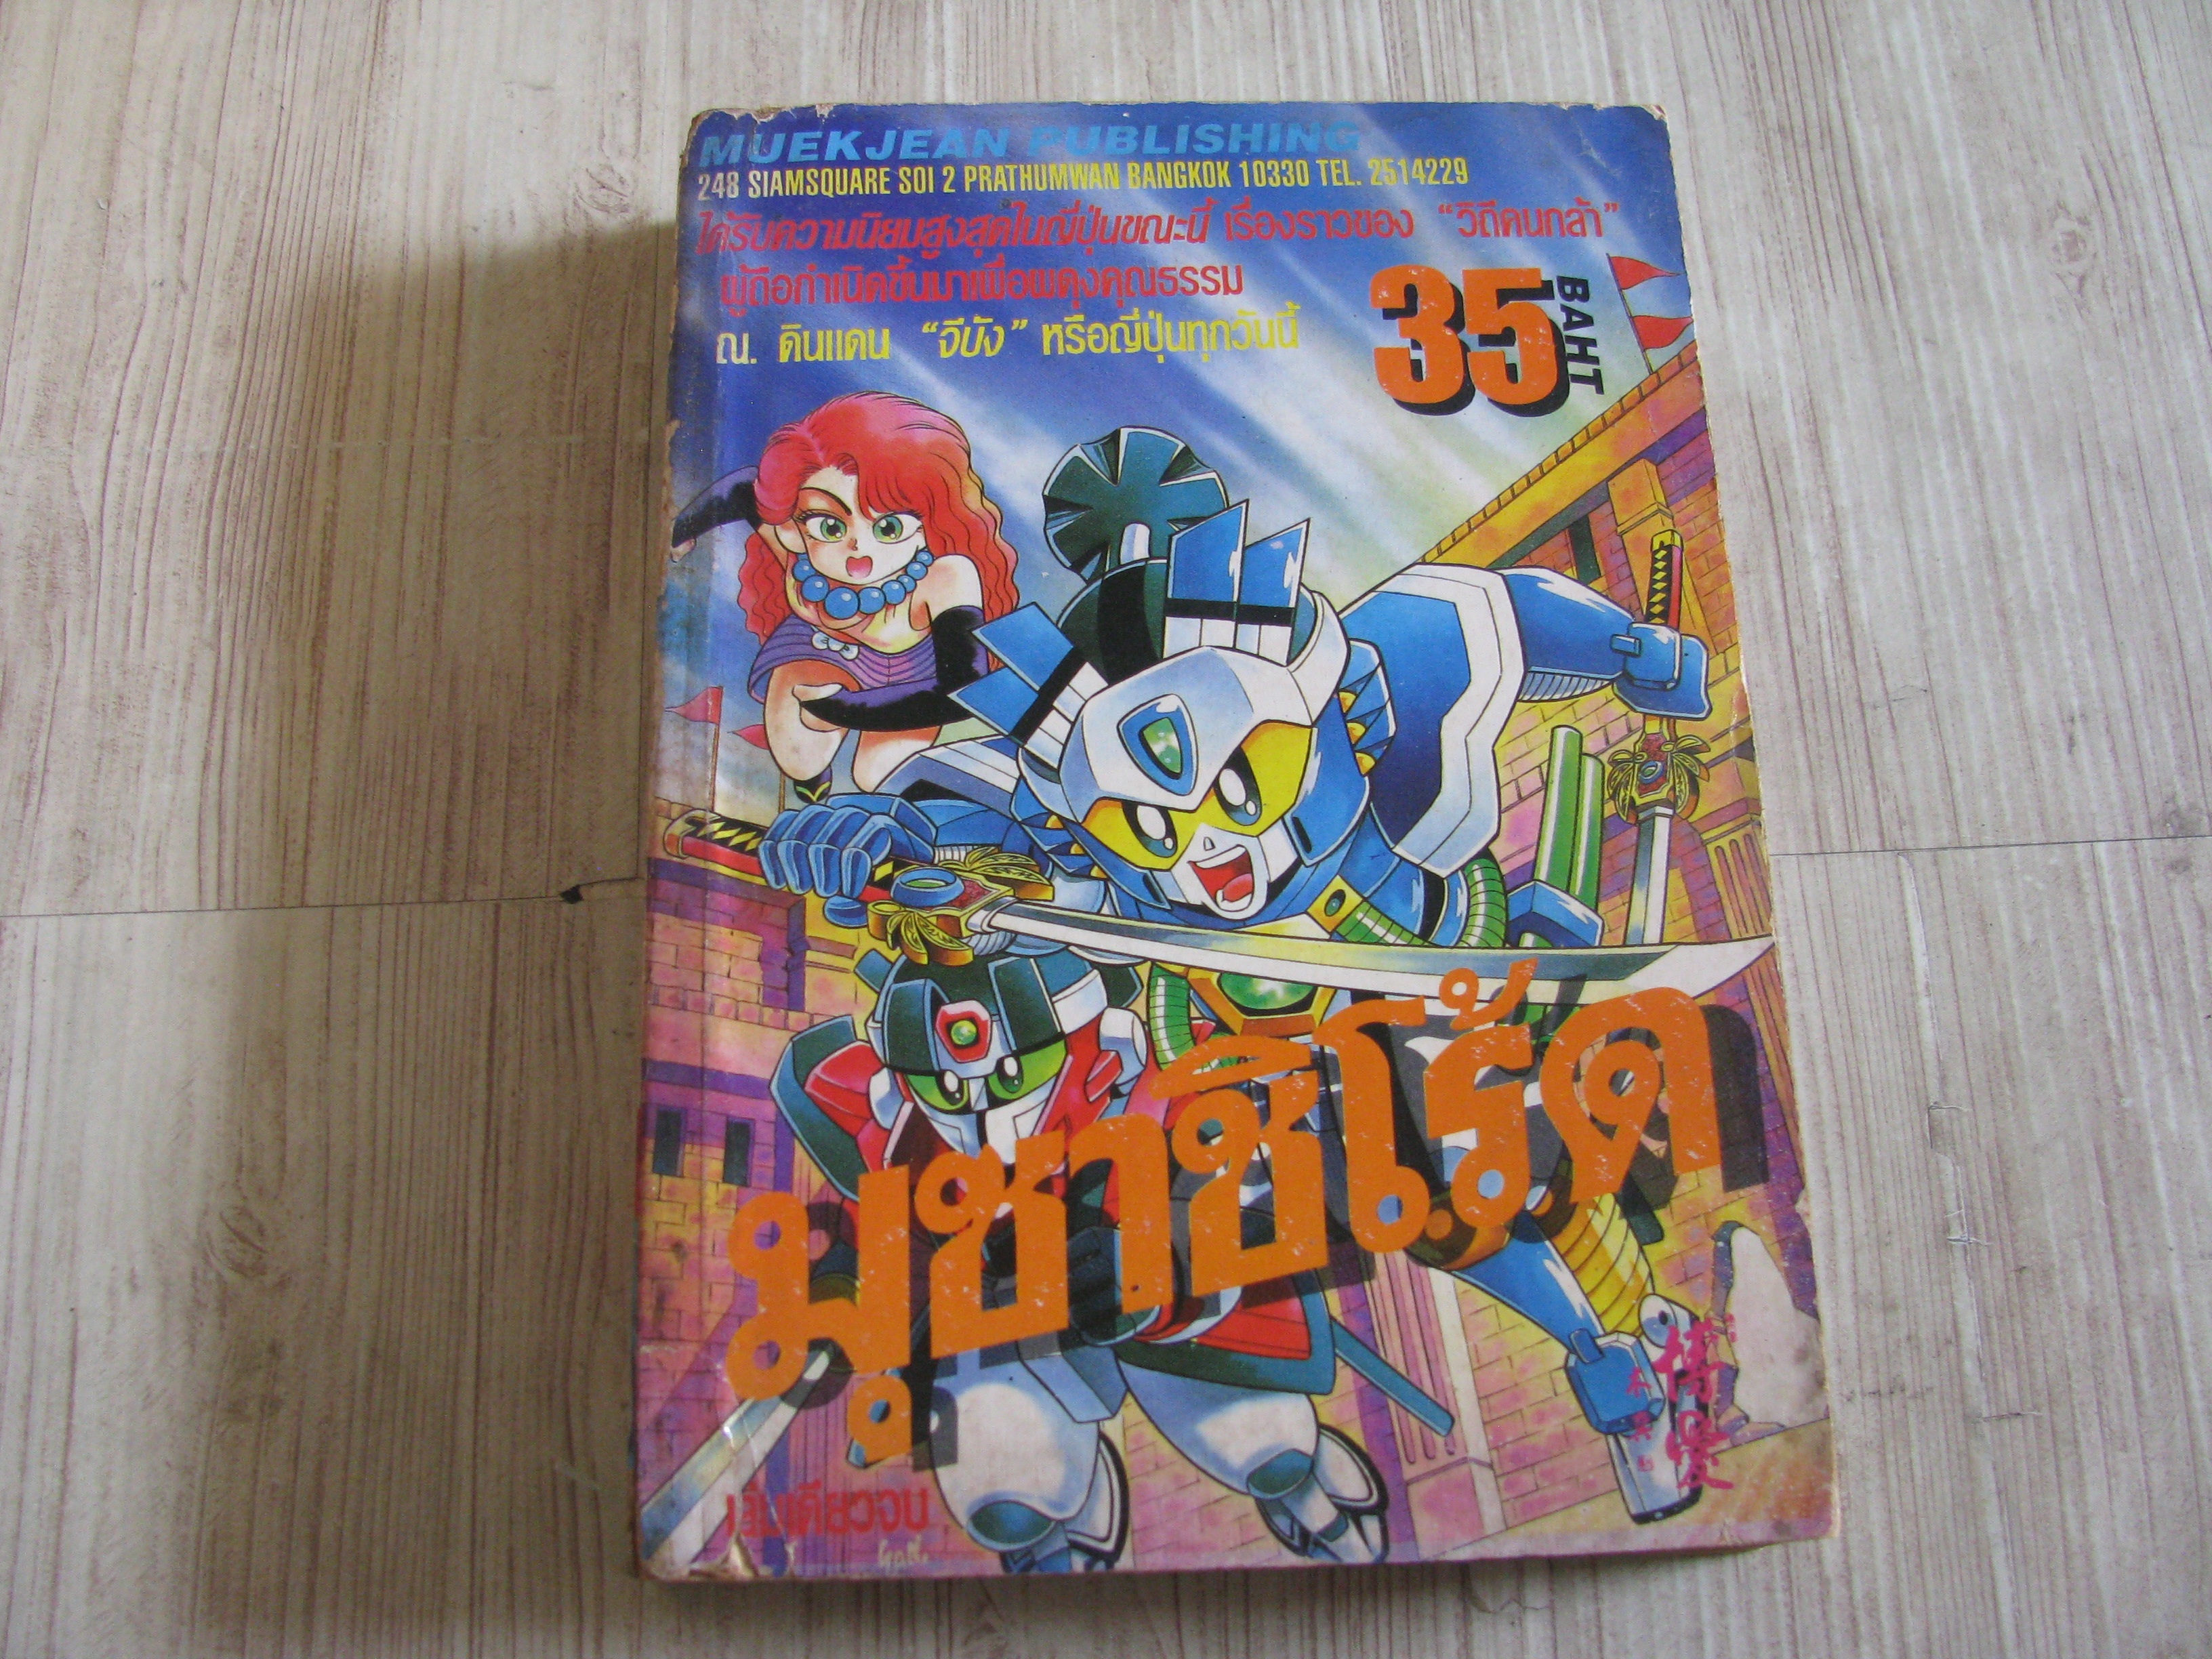 MUEKJEAN PUBLISHING
248 SIAMSQUARE SOI 2 PRATHUMWAN BANGKOK 10330 TEL. 2514229
ได้รับความนิยมสูงสุดในญี่ปุ่นขณะนี้ เรื่องราวของ “วิถีคนกล้า”
ผู้ถือกำเนิดขึ้นมาเพื่อผดุงคุณธรรม
ณ. ดินแดน “จีบัง” หรือญี่ปุ่นทุกวันนี้
35 BAHT
มูซาชิโร้ด
เล่มเดียวจบ